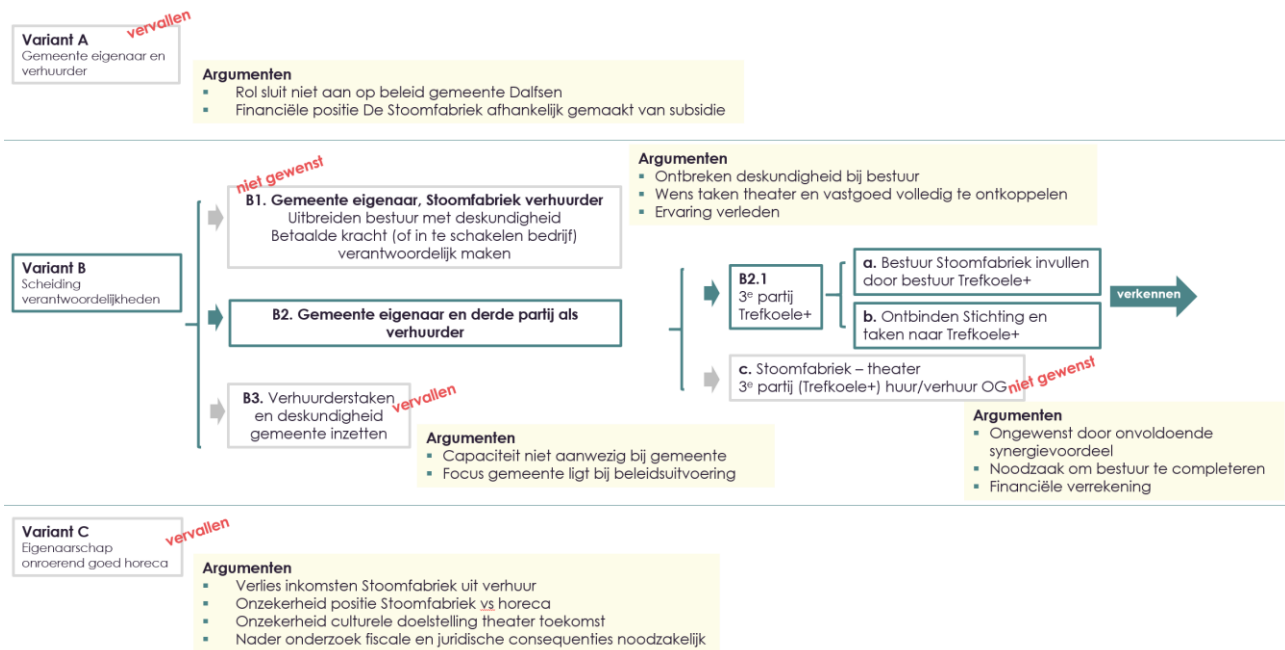 vervallen
Variant A
Gemeente eigenaar en
verhuurder
Argumenten
▪ Rol sluit niet aan op beleid gemeente Dalfsen
▪ Financiële positie De Stoomfabriek afhankelijk gemaakt van subsidie
niet gewenst
B1. Gemeente eigenaar, Stoomfabriek verhuurder
Uitbreiden bestuur met deskundigheid
Betaalde kracht (of in te schakelen bedrijf)
verantwoordelijk maken
Argumenten
▪ Ontbreken deskundigheid bij bestuur
▪ Wens taken theater en vastgoed volledig te ontkoppelen
▪ Ervaring verleden
Variant B
Scheiding
verantwoordelijkheden
B2. Gemeente eigenaar en derde partij als
verhuurder
B2.1
3e partij
Trefkoele+
a. Bestuur Stoomfabriek invullen
door bestuur Trefkoele+
b. Ontbinden Stichting en
taken naar Trefkoele+
verkennen
c. Stoomfabriek – theater
3e partij (Trefkoele+) huur/verhuur OG
niet gewenst
Argumenten
▪ Ongewenst door onvoldoende
synergievoordeel
▪ Noodzaak om bestuur te completeren
▪ Financiële verrekening
B3. Verhuurderstaken
en deskundigheid
gemeente inzetten
vervallen
Argumenten
▪ Capaciteit niet aanwezig bij gemeente
▪ Focus gemeente ligt bij beleidsuitvoering
Variant C
Eigenaarschap
onroerend goed horeca
vervallen
Argumenten
▪ Verlies inkomsten Stoomfabriek uit verhuur
▪ Onzekerheid positie Stoomfabriek vs horeca
▪ Onzekerheid culturele doelstelling theater toekomst
▪ Nader onderzoek fiscale en juridische consequenties noodzakelijk